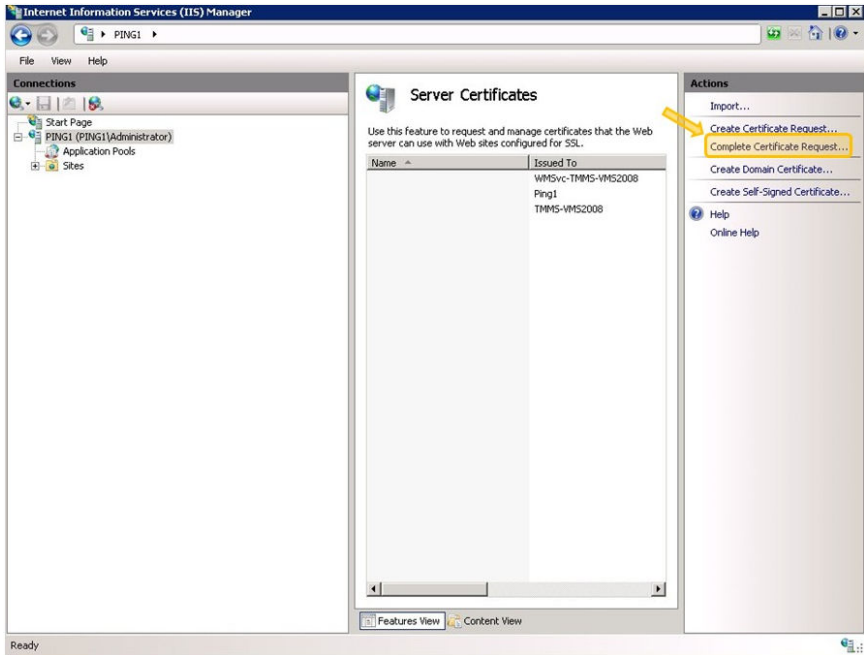 Internet Information Services (IIS) Manager
PING1
File View Help
Connections
Start Page
PING1 (PING1\Administrator)
Application Pools
Sites
Server Certificates
Use this feature to request and manage certificates that the Web
server can use with Web sites configured for SSL.
Name Issued To
WMSvc-TMMS-VMS2008
Ping1
TMMS-VMS2008
Features View Content View
Actions
Import...
Create Certificate Request...
Complete Certificate Request...
Create Domain Certificate...
Create Self-Signed Certificate...
Help
Online Help
Ready